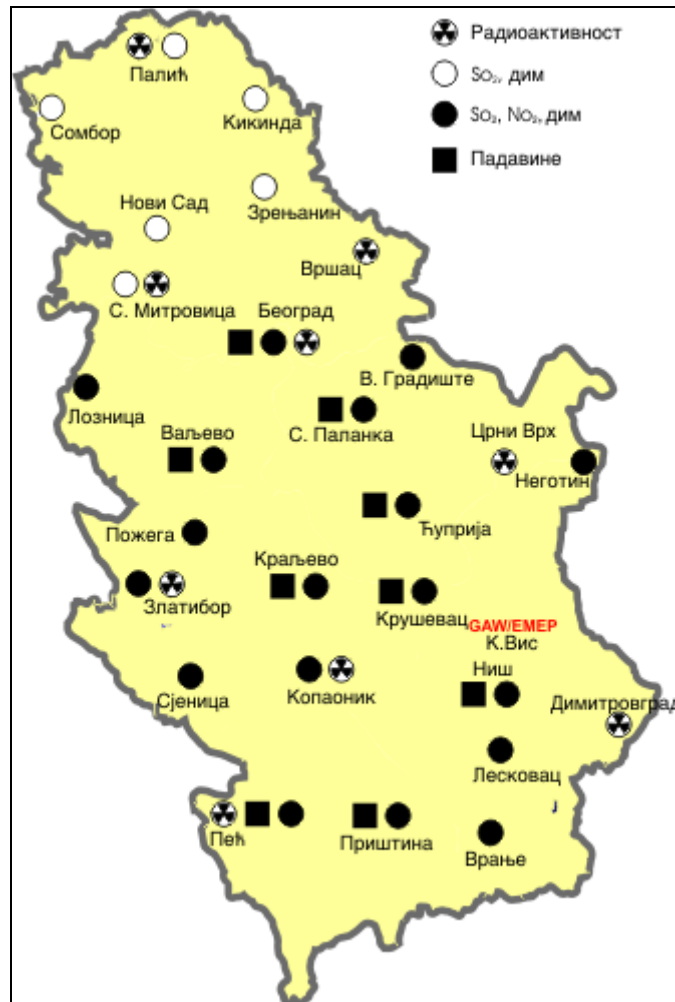 Радиоактивност
Палић
So₂, дим
Сомбор
Кикинда
So₂, No₂, дим
Падавине
Нови Сад
Зрењанин
Вршац
С. Митровица
Београд
В. Градиште
Лозница
С. Паланка
Ваљево
Црни Врх
Неготин
Пожега
Ћуприја
Краљево
Златибор
Крушевац
GAW/EMEP
К.Вис
Ниш
Сјеница
Копаоник
Димитровград
Лесковац
Пећ
Приштина
Врање